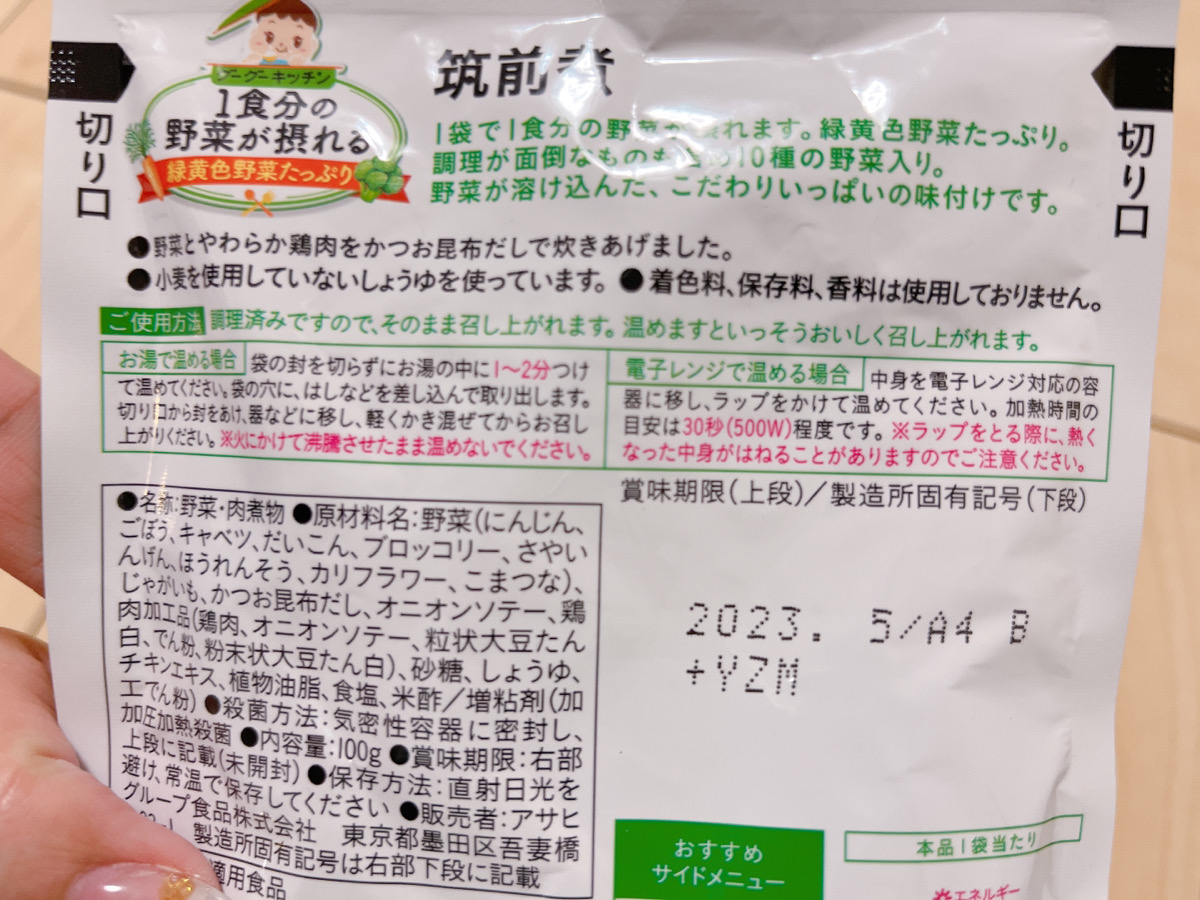 グーグーキッチン
1食分の
野菜が摂れる
緑黄色野菜たっぷり
切り口
筑前煮
1袋で1食分の野菜が摂れます。緑黄色野菜たっぷり。
調理が面倒なものも含め10種の野菜入り。
野菜が溶け込んだ、こだわりいっぱいの味付けです。
切り口
●野菜とやわらか鶏肉をかつお昆布だしで炊きあげました。
●小麦を使用していないしょうゆを使っています。 ●着色料、保存料、香料は使用しておりません。
ご使用方法 調理済みですので、そのまま召し上がれます。温めますといっそうおいしく召し上がれます。
お湯で温める場合 袋の封を切らずにお湯の中に1〜2分つけ
て温めてください。袋の穴に、はしなどを差し込んで取り出します。
切り口から封をあけ、器などに移し、軽くかき混ぜてからお召し
上がりください。※火にかけて沸騰させたまま温めないでください。
電子レンジで温める場合 中身を電子レンジ対応の容
器に移し、ラップをかけて温めてください。加熱時間の
目安は30秒(500W)程度です。※ラップをとる際に、熱く
なった中身がはねることがありますのでご注意ください。
●名称:野菜・肉煮物 ●原材料名:野菜(にんじん、
ごぼう、キャベツ、だいこん、ブロッコリー、さやい
んげん、ほうれんそう、カリフラワー、こまつな)、
じゃがいも、かつお昆布だし、オニオンソテー、鶏
肉加工品(鶏肉、オニオンソテー、粒状大豆たん
白、でん粉、粉末状大豆たん白)、砂糖、しょうゆ、
チキンエキス、植物油脂、食塩、米酢/増粘剤(加
工でん粉) ●殺菌方法:気密性容器に密封し、
加圧加熱殺菌 ●内容量:100g ●賞味期限:右部
上段に記載(未開封) ●保存方法:直射日光を
避け、常温で保存してください ●販売者:アサヒ
グループ食品株式会社 東京都墨田区吾妻橋
製造所固有記号は右部下段に記載
適用食品
賞味期限(上段)/製造所固有記号(下段)
2023. 5/A4 B
+YZM
おすすめ
サイドメニュー
本品1袋当たり
エネルギー